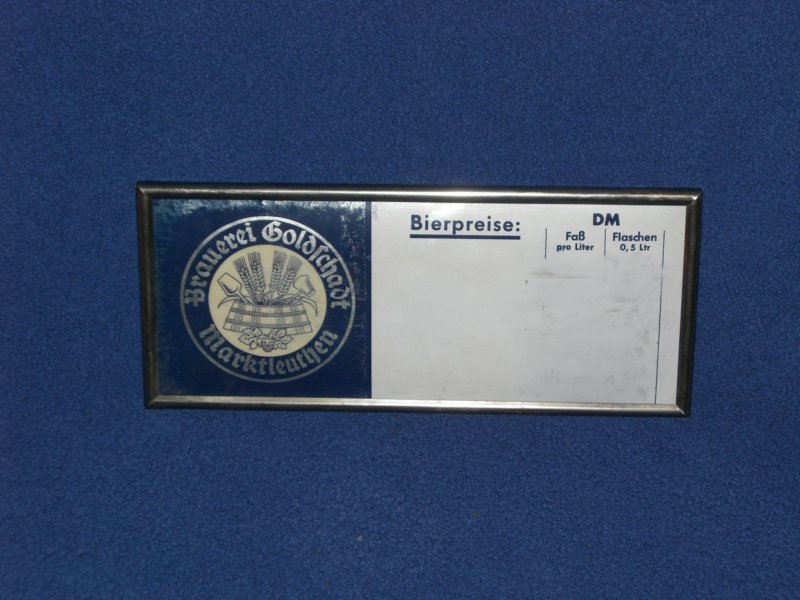 Brauerei Goldschadt
Marktleuthen
Bierpreise:
DM
Faß
pro Liter
Flaschen
0,5 Ltr